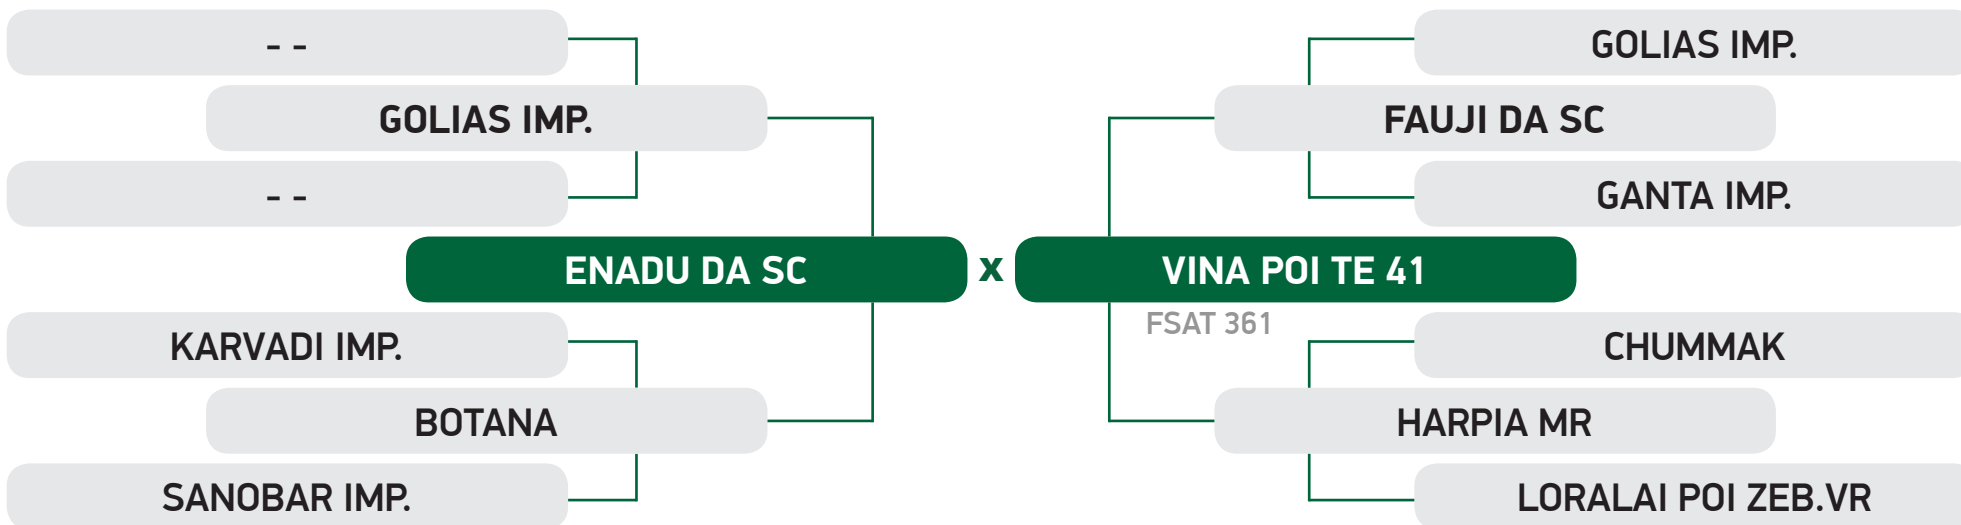 - -
GOLIAS IMP.
GOLIAS IMP.
FAUJI DA SC
- -
GANTA IMP.
ENADU DA SC x VINA POI TE 41
FSAT 361
KARVADI IMP.
CHUMMAK
BOTANA
HARPIA MR
SANOBAR IMP.
LORALAI POI ZEB.VR